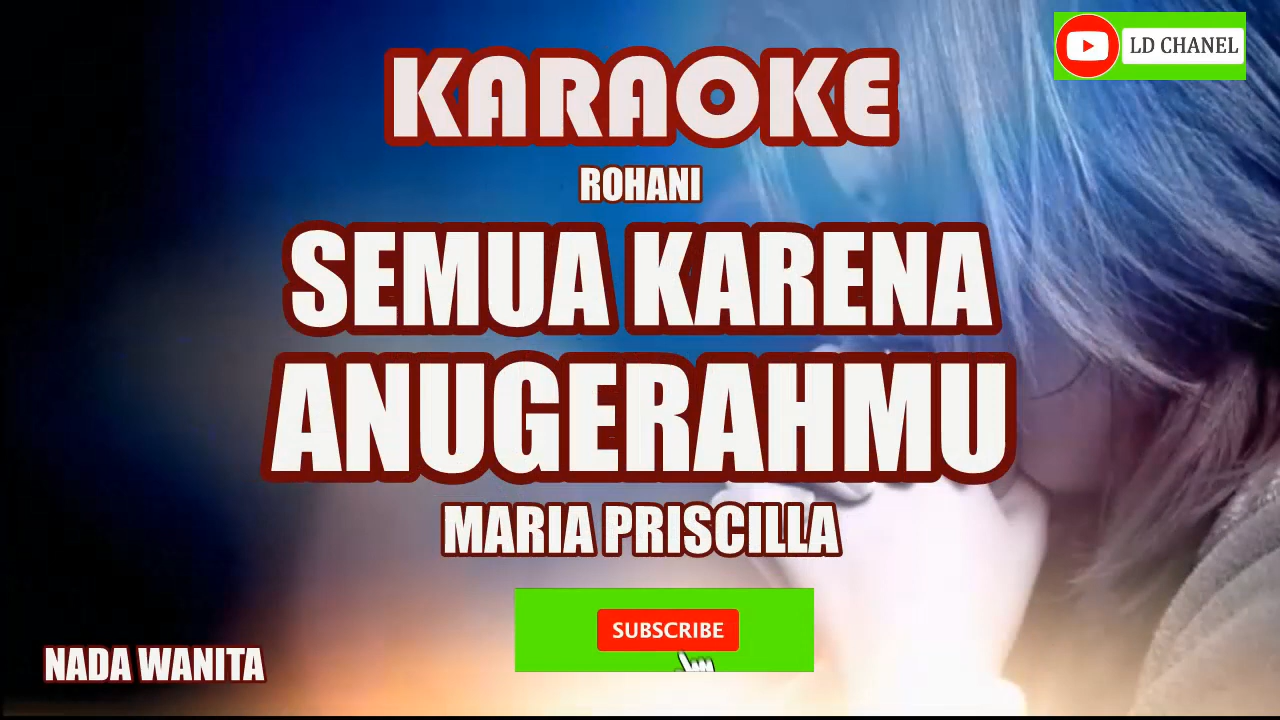 LD CHANEL
KARAOKE
ROHANI
SEMUA KARENA
ANUGERAHMU
MARIA PRISCILLA
SUBSCRIBE
NADA WANITA